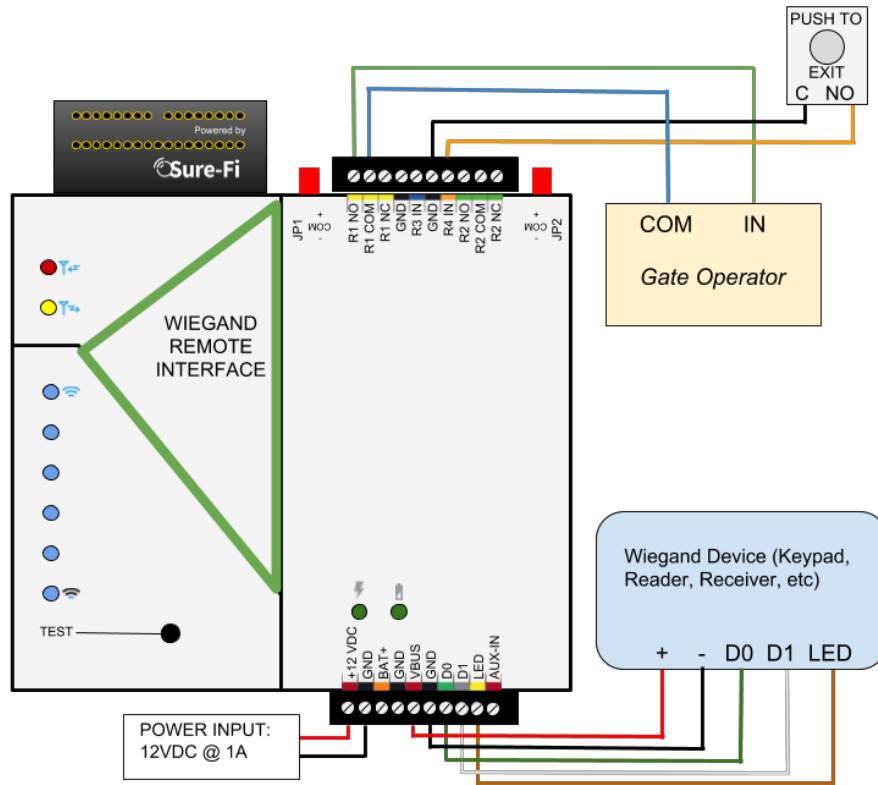 PUSH TO
EXIT
C NO
Powered by
Sure-Fi
JP1
+ COM -
R1 NO
R1 COM
R1 NC
GND
R3 IN
GND
R4 IN
R2 NO
R2 COM
R2 NC
+ COM -
JP2
COM IN
Gate Operator
WIEGAND
REMOTE
INTERFACE
Wiegand Device (Keypad,
Reader, Receiver, etc)
+ - D0 D1 LED
TEST
+12 VDC
GND
BAT+
GND
VBUS
GND
D0
D1
LED
AUX-IN
POWER INPUT:
12VDC @ 1A